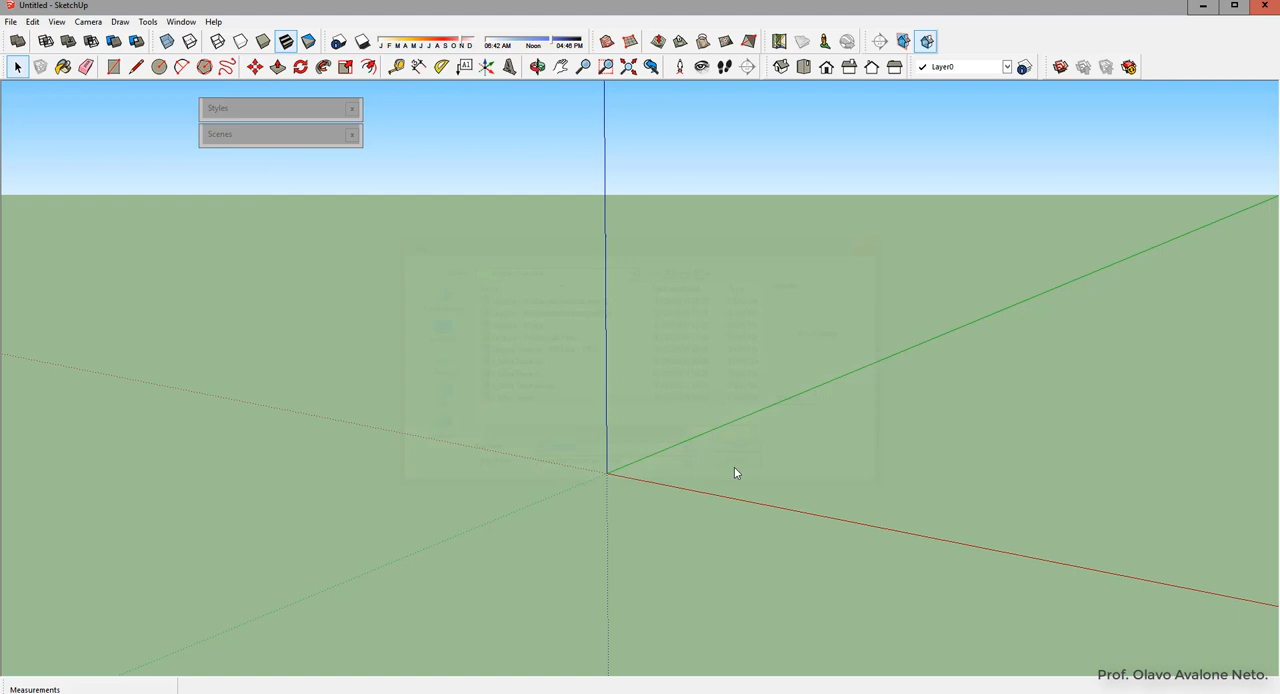 Untitled - SketchUp
File Edit View Camera Draw Tools Window Help
J F M A M J J A S O N D 06:42 AM Noon 04:46 PM
A1
Layer0
Styles x
Scenes x
Measurements
Prof. Olavo Avalone Neto.